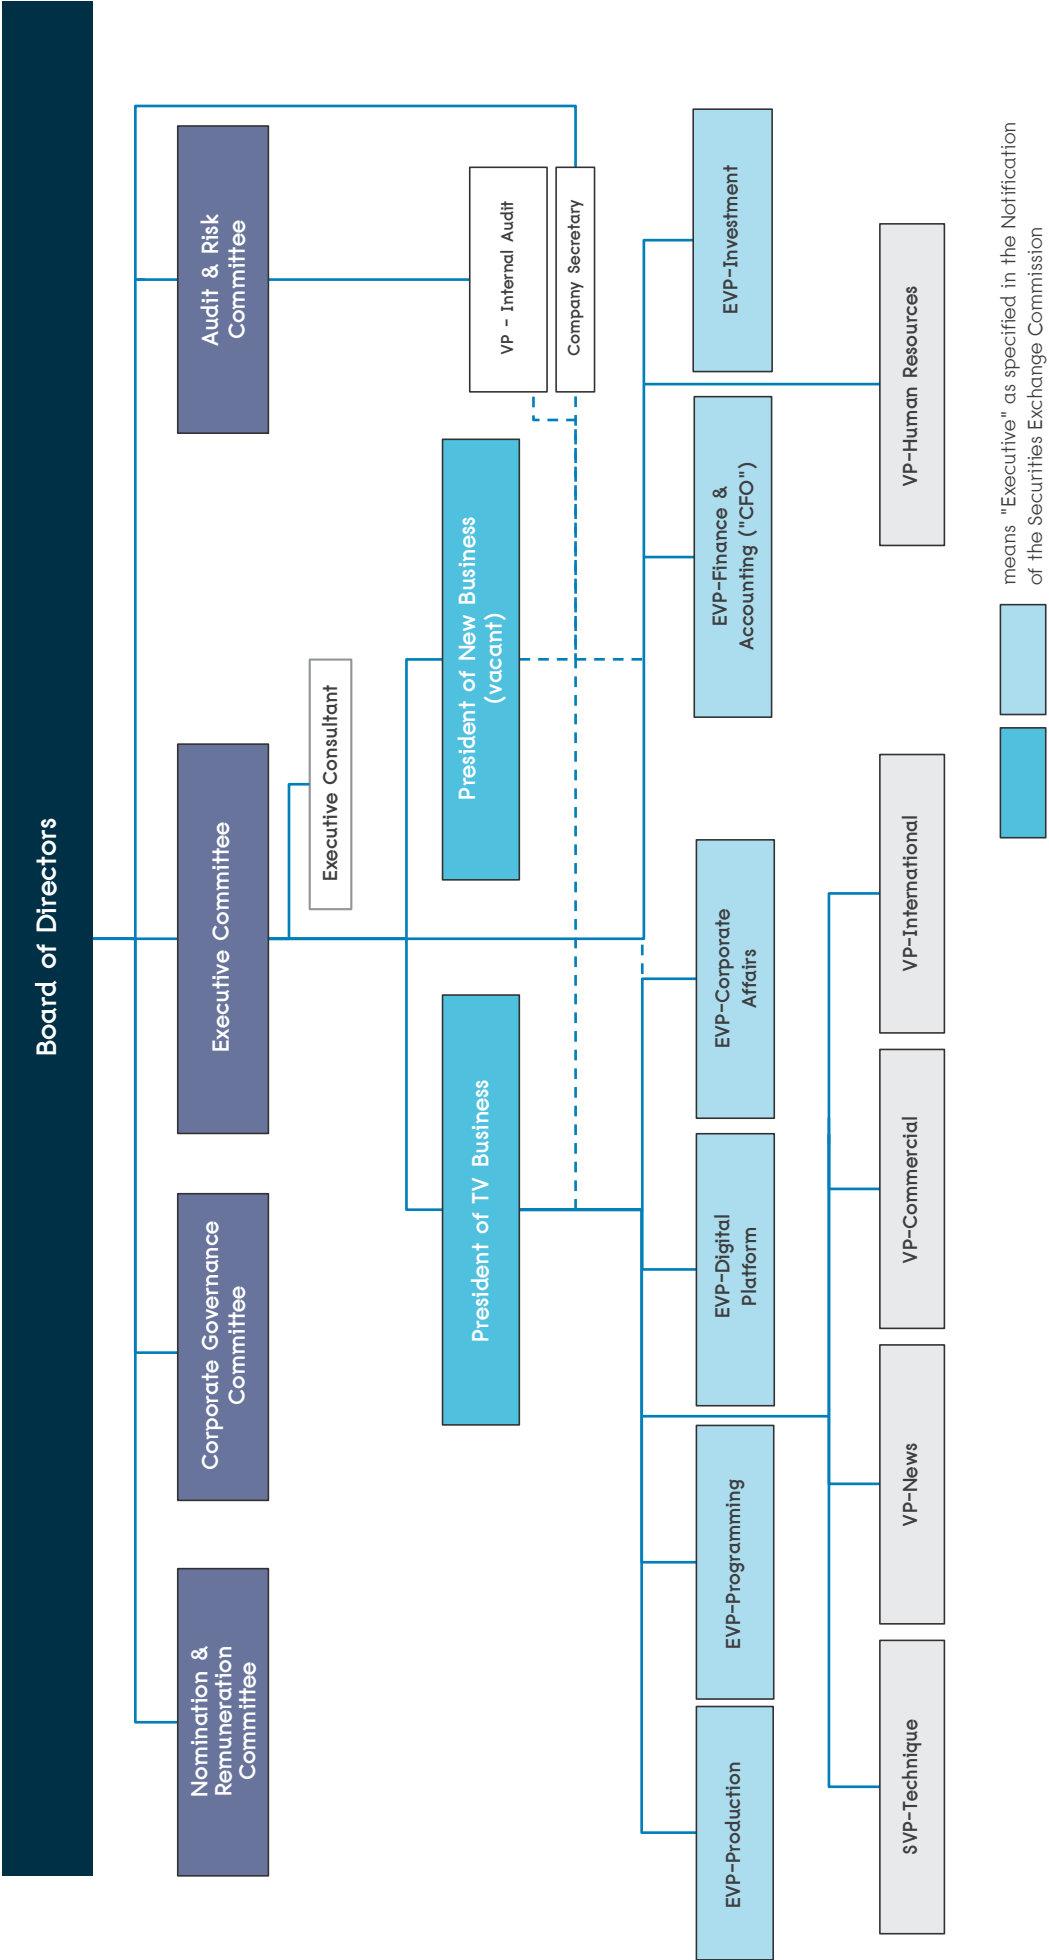 Board of Directors
Nomination &
Remuneration
Committee
Corporate Governance
Committee
Executive Committee
Audit & Risk
Committee
Executive Consultant
President of TV Business
President of New Business
(vacant)
VP - Internal Audit
Company Secretary
EVP-Production
EVP-Programming
EVP-Digital
Platform
EVP-Corporate
Affairs
EVP-Finance &
Accounting ("CFO")
EVP-Investment
SVP-Technique
VP-News
VP-Commercial
VP-International
VP-Human Resources
means "Executive" as specified in the Notification
of the Securities Exchange Commission